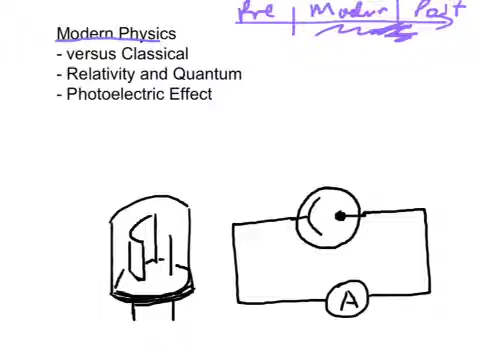 Pre | Modern | Post
Modern Physics
- versus Classical
- Relativity and Quantum
- Photoelectric Effect
A